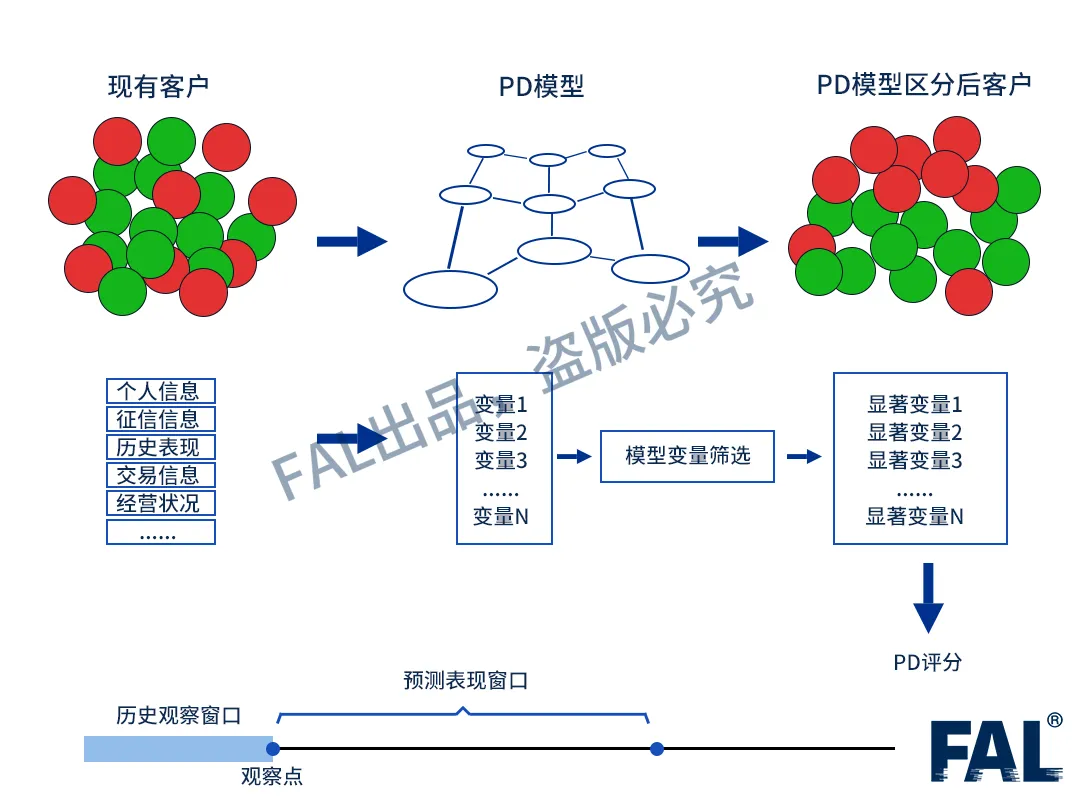 现有客户
PD模型
PD模型区分后客户
个人信息
征信信息
历史表现
交易信息
经营状况
......
变量1
变量2
变量3
......
变量N
模型变量筛选
显著变量1
显著变量2
显著变量3
......
显著变量N
PD评分
预测表现窗口
历史观察窗口
观察点
FAL®
FAL出品，盗版必究